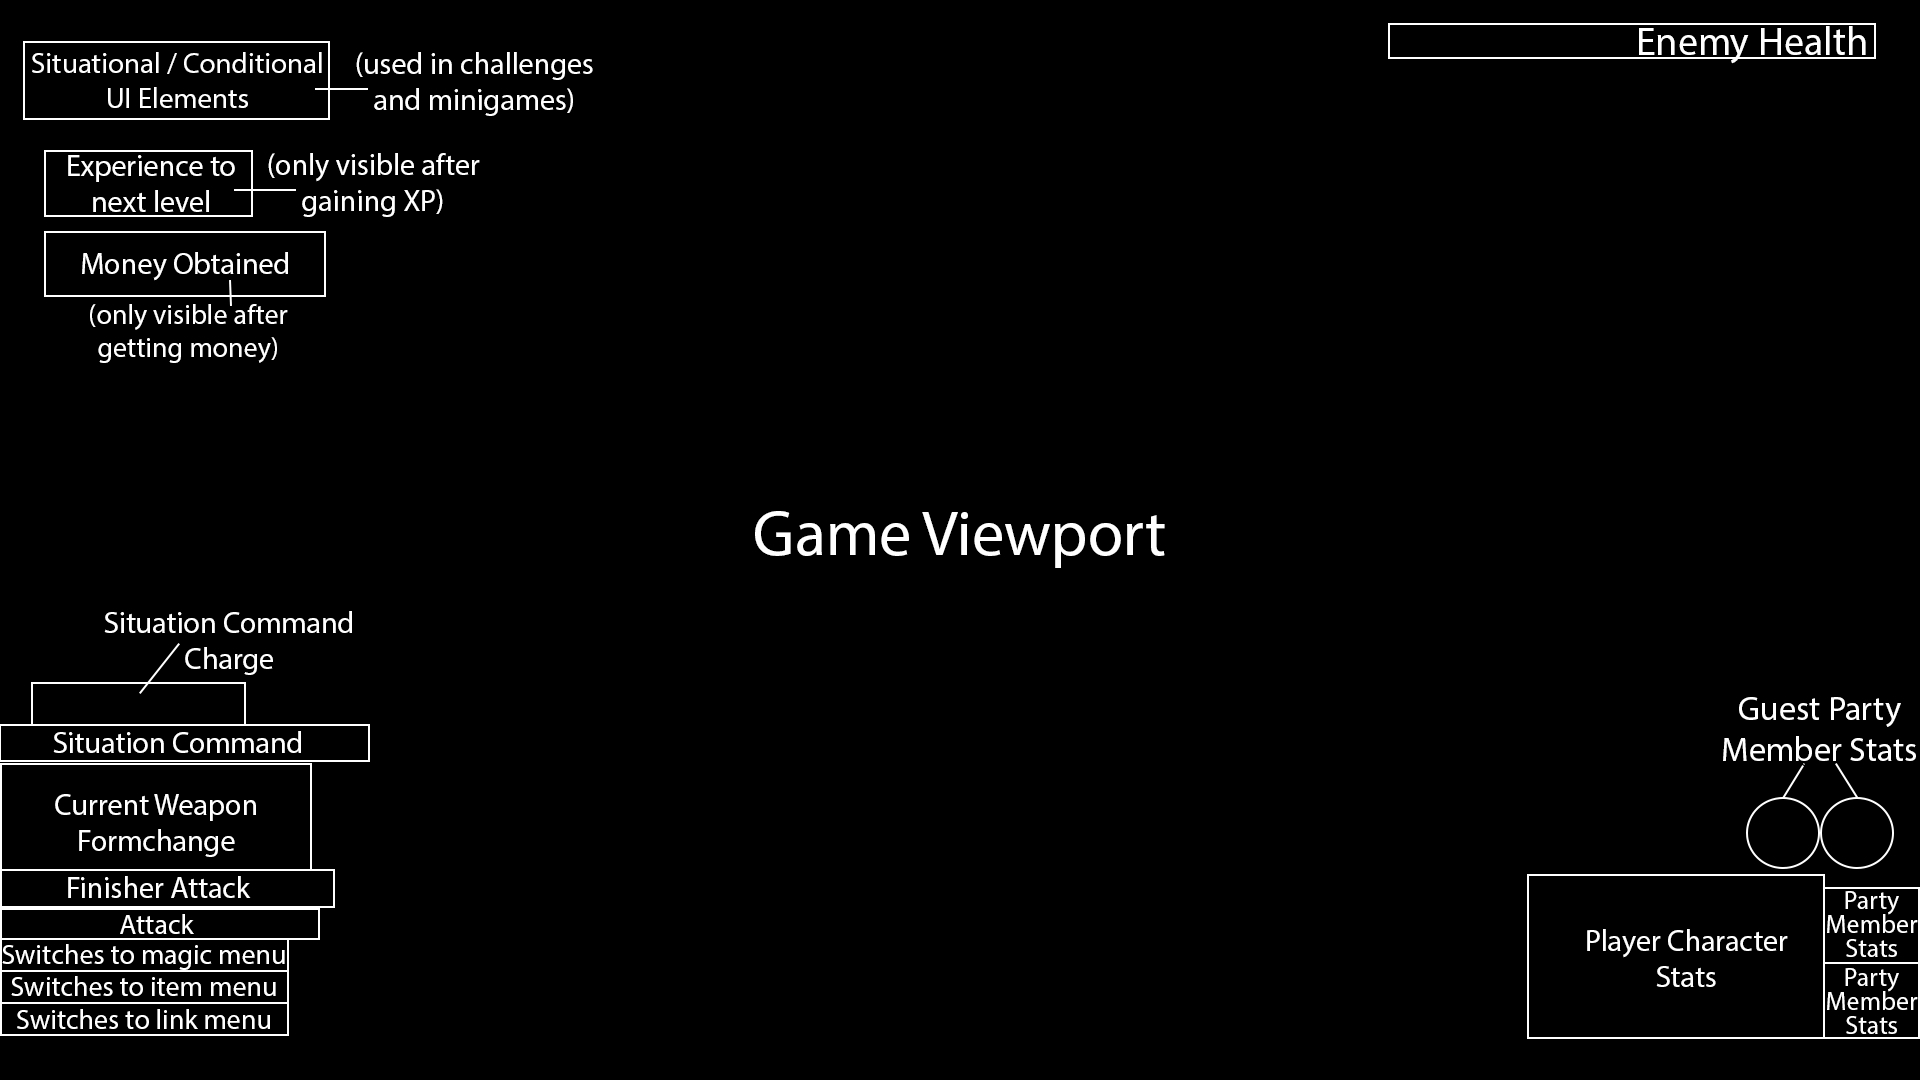 Situational / Conditional
UI Elements
(used in challenges
and minigames)
Enemy Health
Experience to
next level
(only visible after
gaining XP)
Money Obtained
(only visible after
getting money)
Game Viewport
Situation Command
Charge
Situation Command
Current Weapon
Formchange
Finisher Attack
Attack
Switches to magic menu
Switches to item menu
Switches to link menu
Guest Party
Member Stats
Player Character
Stats
Party
Member
Stats
Party
Member
Stats